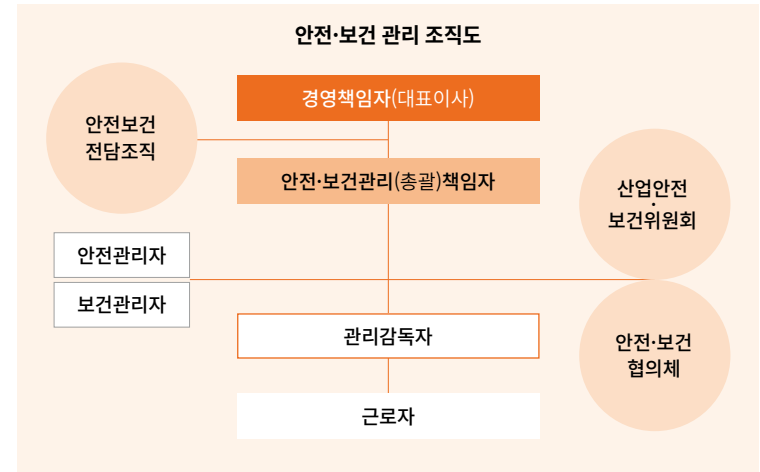 안전·보건 관리 조직도
경영책임자(대표이사)
안전보건
전담조직
안전·보건관리(총괄)책임자
산업안전
·
보건위원회
안전관리자
보건관리자
관리감독자
안전·보건
협의체
근로자